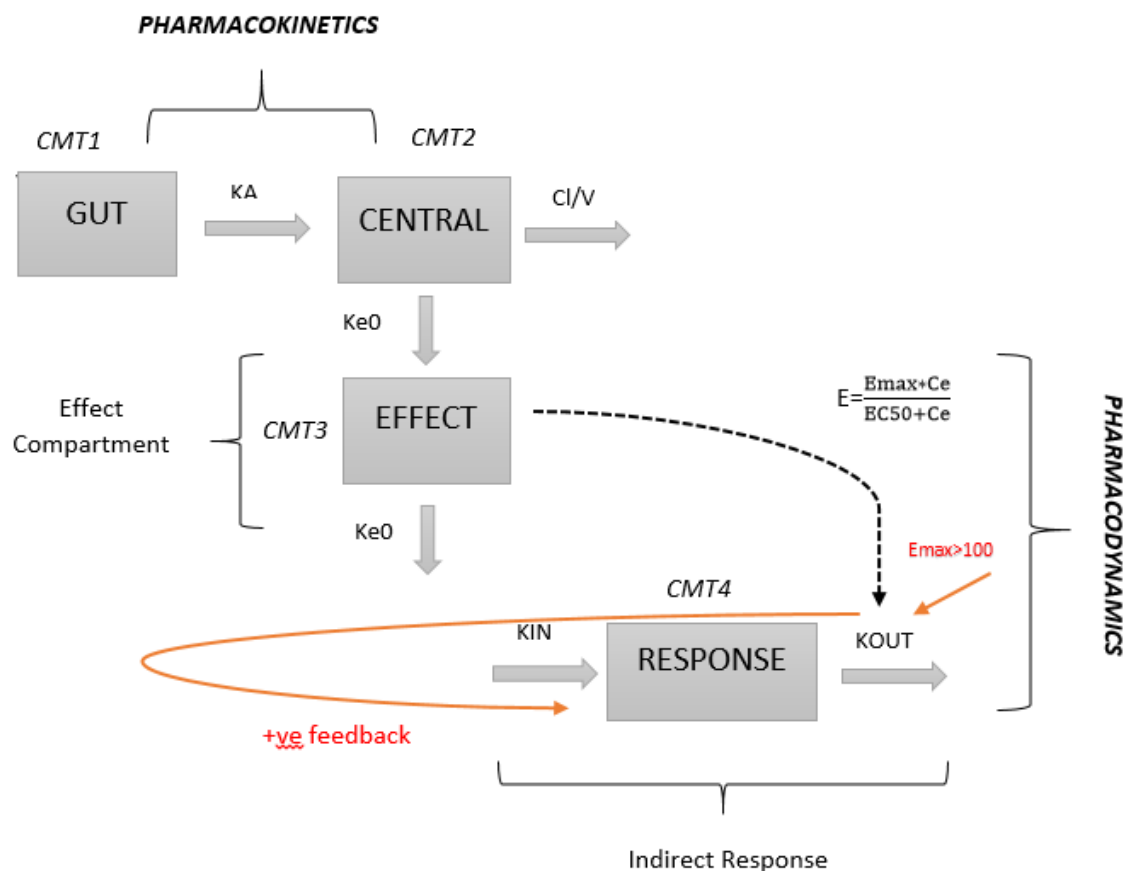 PHARMACOKINETICS
CMT1
CMT2
GUT
KA
CENTRAL
Cl/V
Ke0
Effect
Compartment
CMT3
EFFECT
E=Emax+Ce
EC50+Ce
PHARMACODYNAMICS
Ke0
Emax>100
CMT4
KIN
RESPONSE
KOUT
+ve feedback
Indirect Response